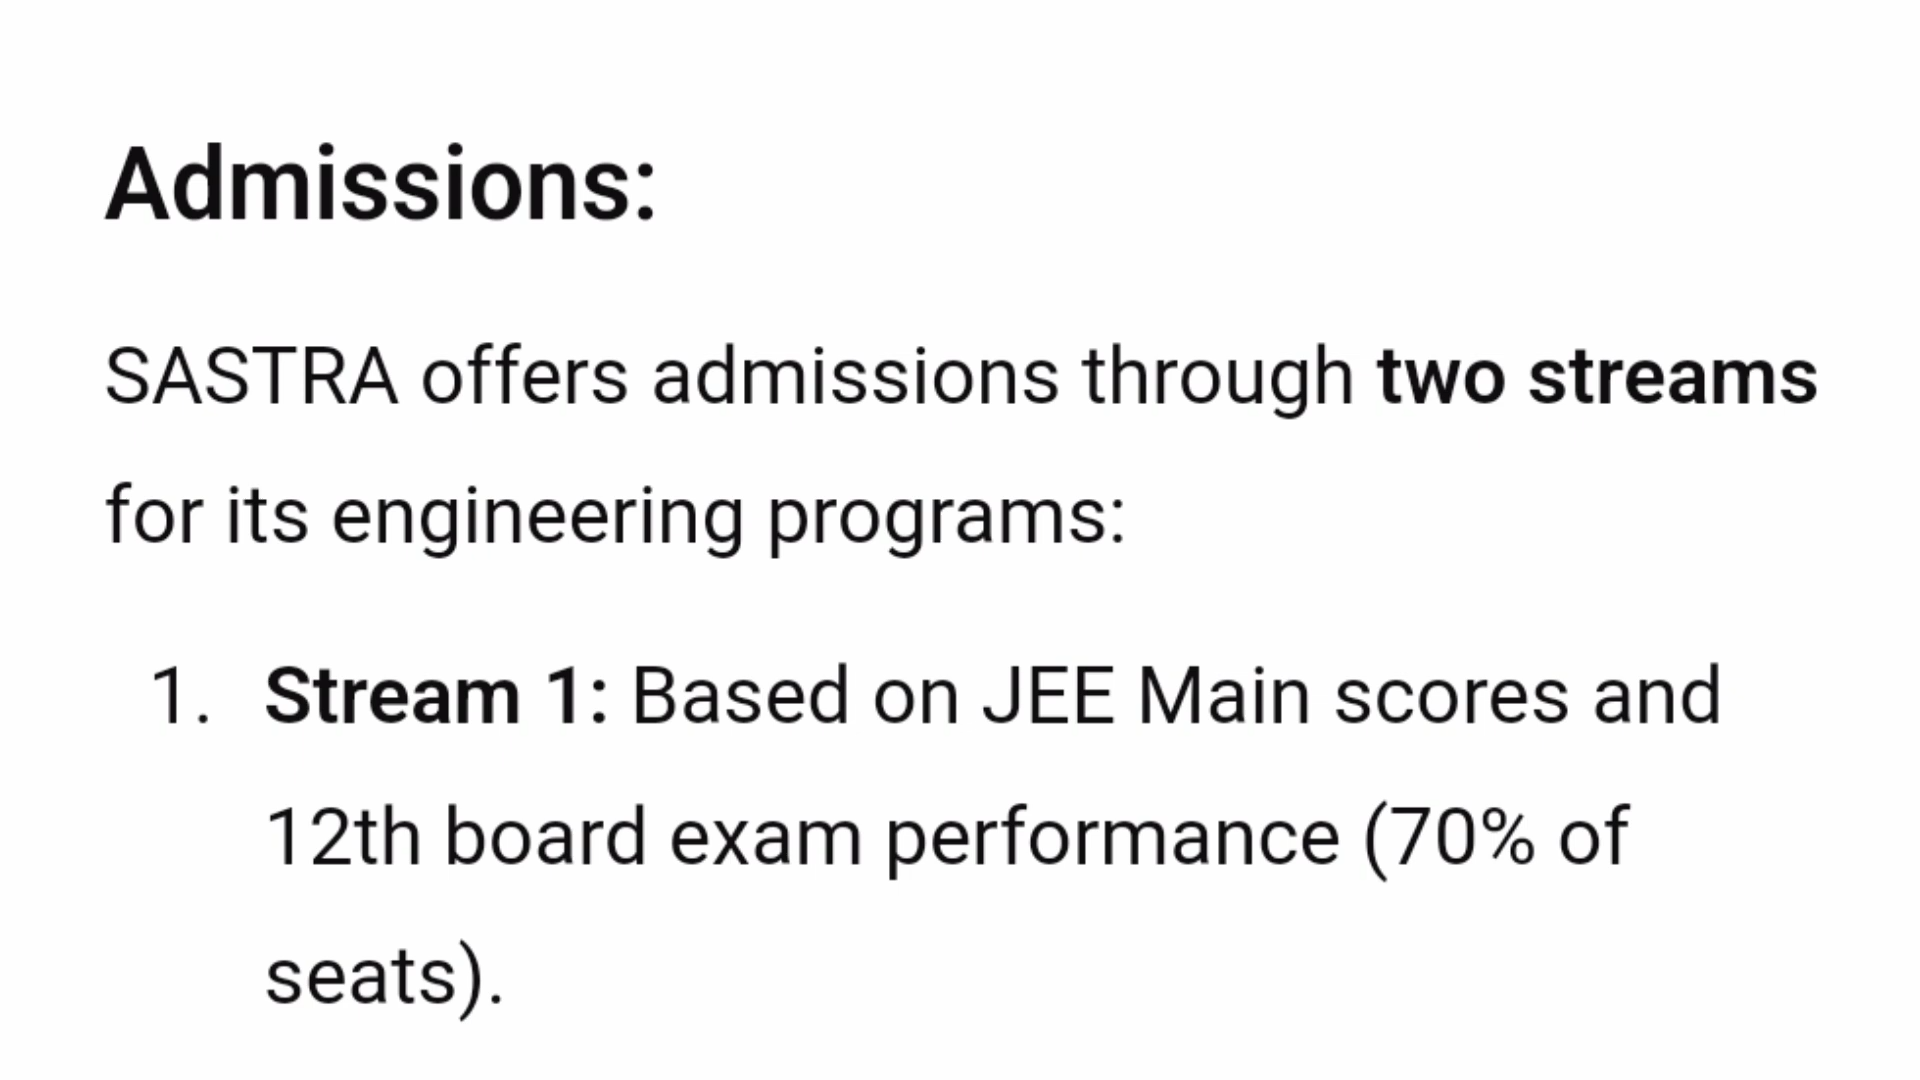 Admissions:
SASTRA offers admissions through two streams
for its engineering programs:
1. Stream 1: Based on JEE Main scores and
12th board exam performance (70% of
seats).